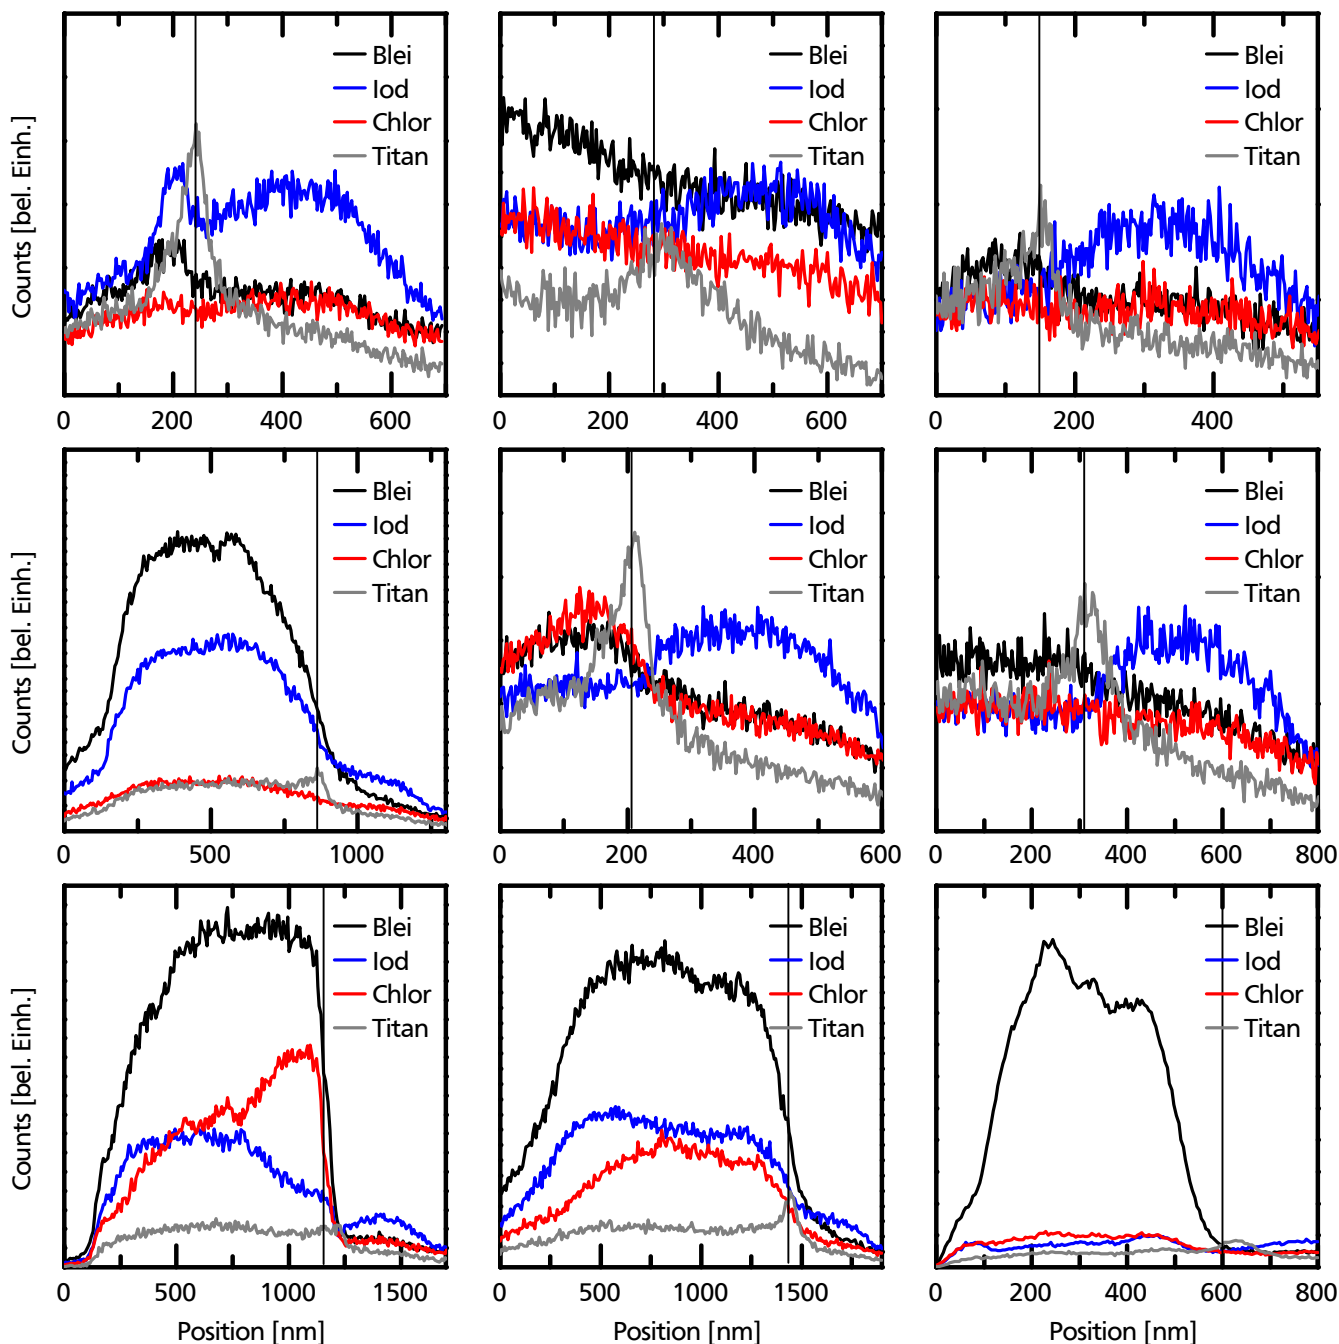 Counts [bel. Einh.]
Blei
Iod
Chlor
Titan
0 200 400 600
Blei
Iod
Chlor
Titan
0 200 400 600
Blei
Iod
Chlor
Titan
0 200 400
Counts [bel. Einh.]
Blei
Iod
Chlor
Titan
0 500 1000
Blei
Iod
Chlor
Titan
0 200 400 600
Blei
Iod
Chlor
Titan
0 200 400 600 800
Counts [bel. Einh.]
Blei
Iod
Chlor
Titan
0 500 1000 1500
Position [nm]
Blei
Iod
Chlor
Titan
0 500 1000 1500
Position [nm]
Blei
Iod
Chlor
Titan
0 200 400 600 800
Position [nm]